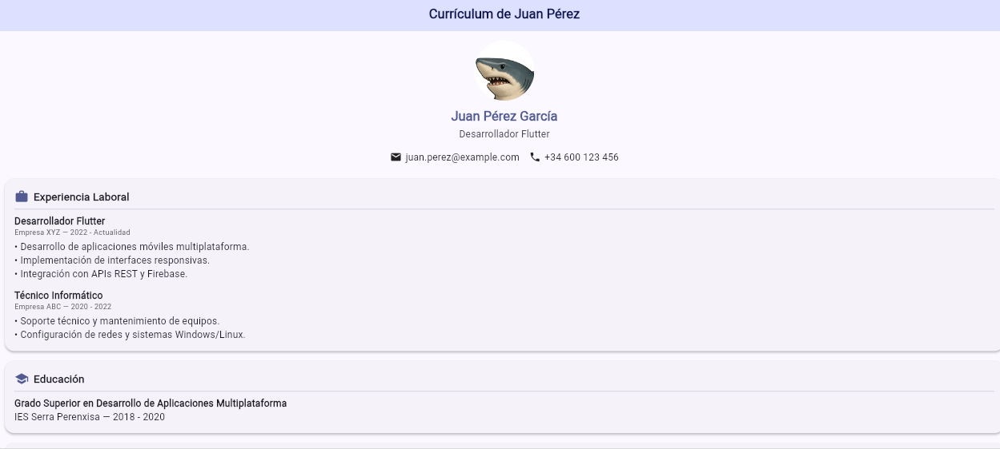 Currículum de Juan Pérez
Juan Pérez García
Desarrollador Flutter
juan.perez@example.com +34 600 123 456
Experiencia Laboral
Desarrollador Flutter
Empresa XYZ — 2022 - Actualidad
• Desarrollo de aplicaciones móviles multiplataforma.
• Implementación de interfaces responsivas.
• Integración con APIs REST y Firebase.
Técnico Informático
Empresa ABC — 2020 - 2022
• Soporte técnico y mantenimiento de equipos.
• Configuración de redes y sistemas Windows/Linux.
Educación
Grado Superior en Desarrollo de Aplicaciones Multiplataforma
IES Serra Perenxisa — 2018 - 2020